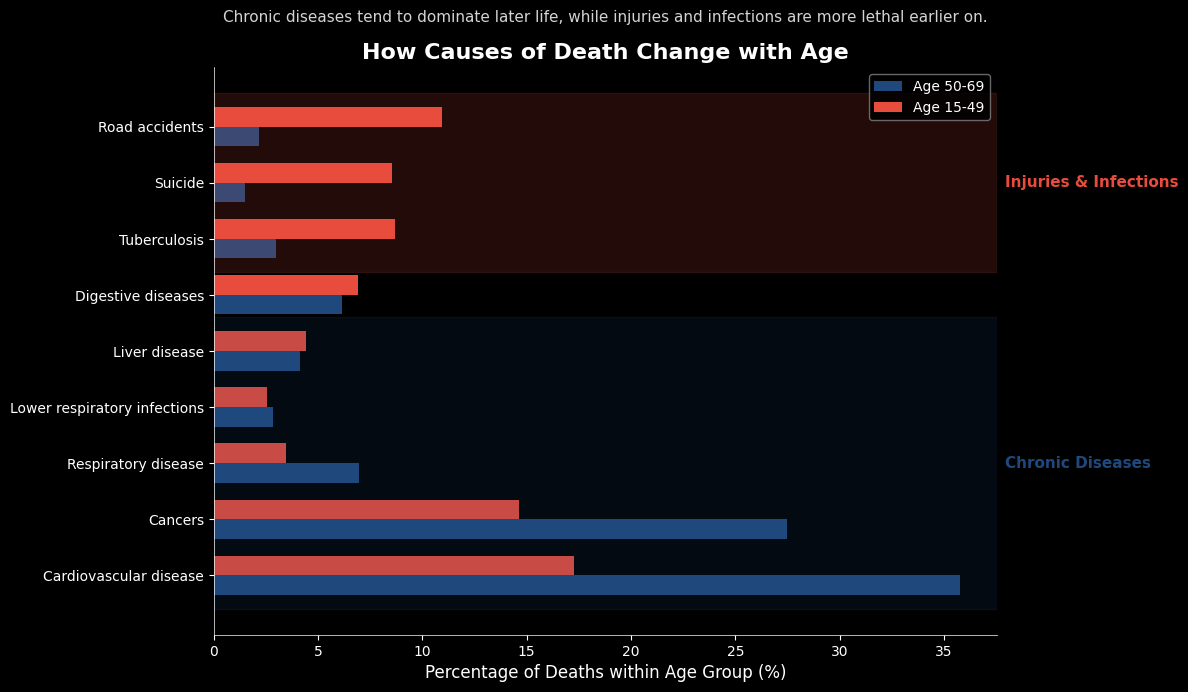 Chronic diseases tend to dominate later life, while injuries and infections are more lethal earlier on.
How Causes of Death Change with Age
Age 50-69
Age 15-49
Road accidents
Suicide
Tuberculosis
Digestive diseases
Liver disease
Lower respiratory infections
Respiratory disease
Cancers
Cardiovascular disease
Injuries & Infections
Chronic Diseases
0 5 10 15 20 25 30 35
Percentage of Deaths within Age Group (%)